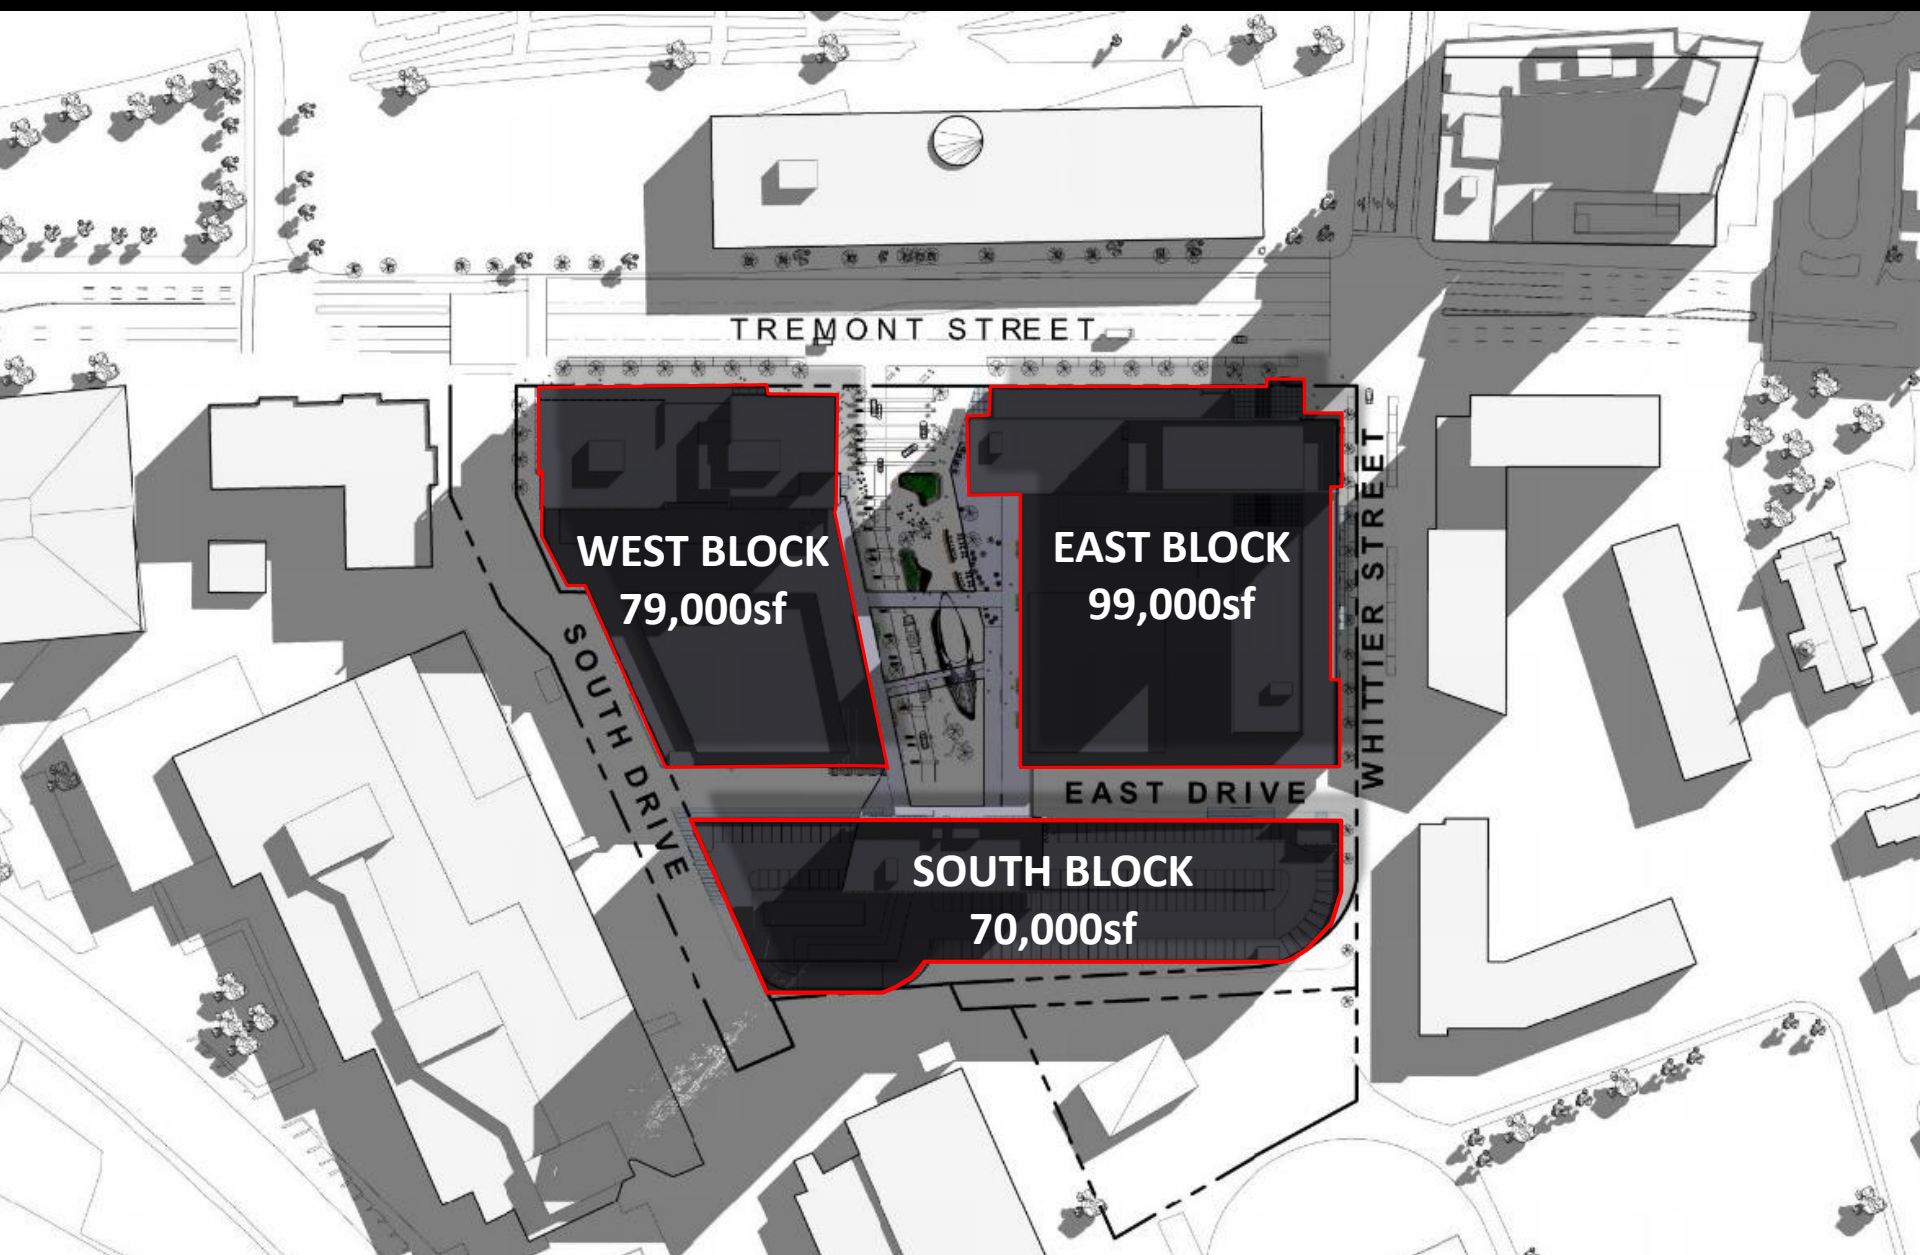 TREMONT STREET
WEST BLOCK
79,000sf
EAST BLOCK
99,000sf
WHITTIER STREET
SOUTH DRIVE
EAST DRIVE
SOUTH BLOCK
70,000sf